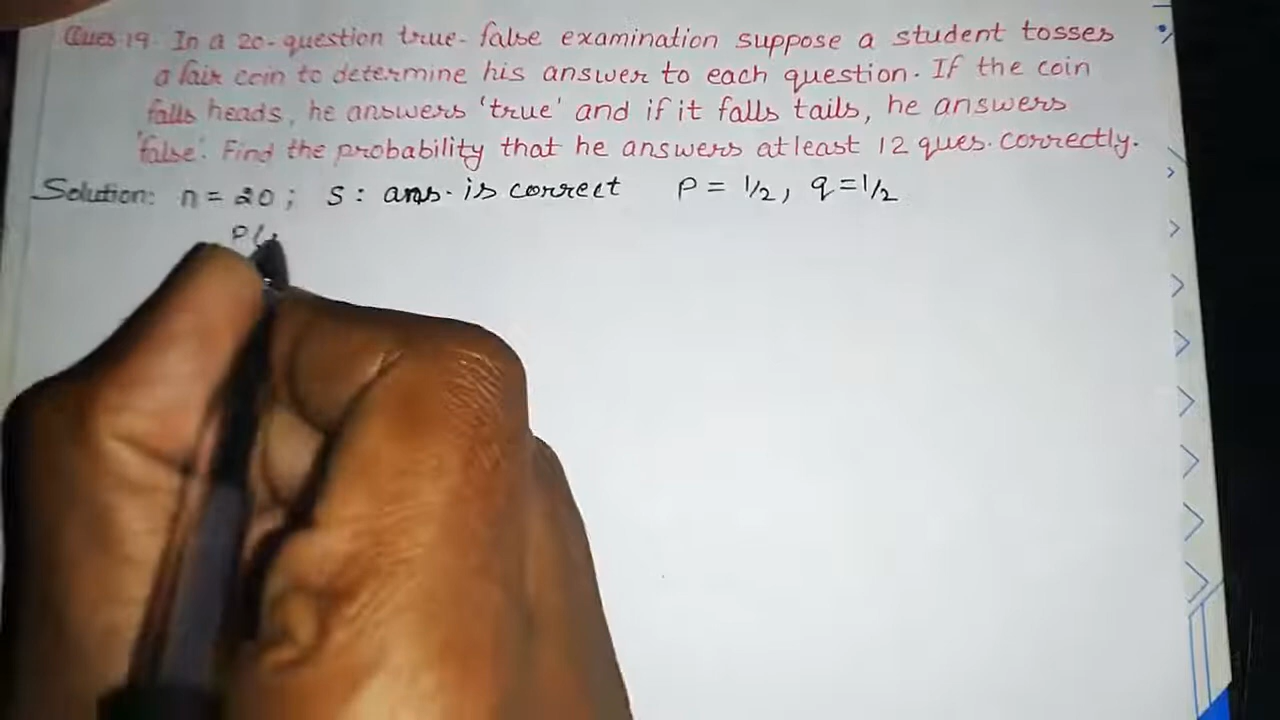 Ques 19. In a 20-question true-false examination suppose a student tosses
a fair coin to determine his answer to each question. If the coin
falls heads, he answers 'true' and if it falls tails, he answers
'false'. Find the probability that he answers atleast 12 ques. correctly.
Solution: n = 20 ; S : ans. is correct P = 1/2, q = 1/2
P(